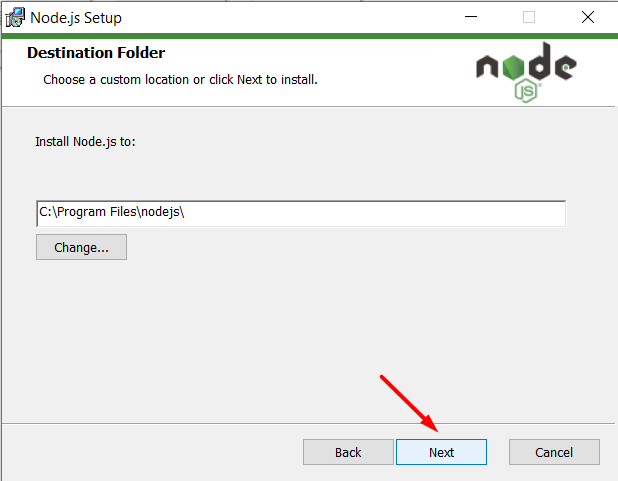 Node.js Setup
Destination Folder
Choose a custom location or click Next to install.
node
JS
Install Node.js to:
C:\Program Files\nodejs\
Change...
Back Next Cancel